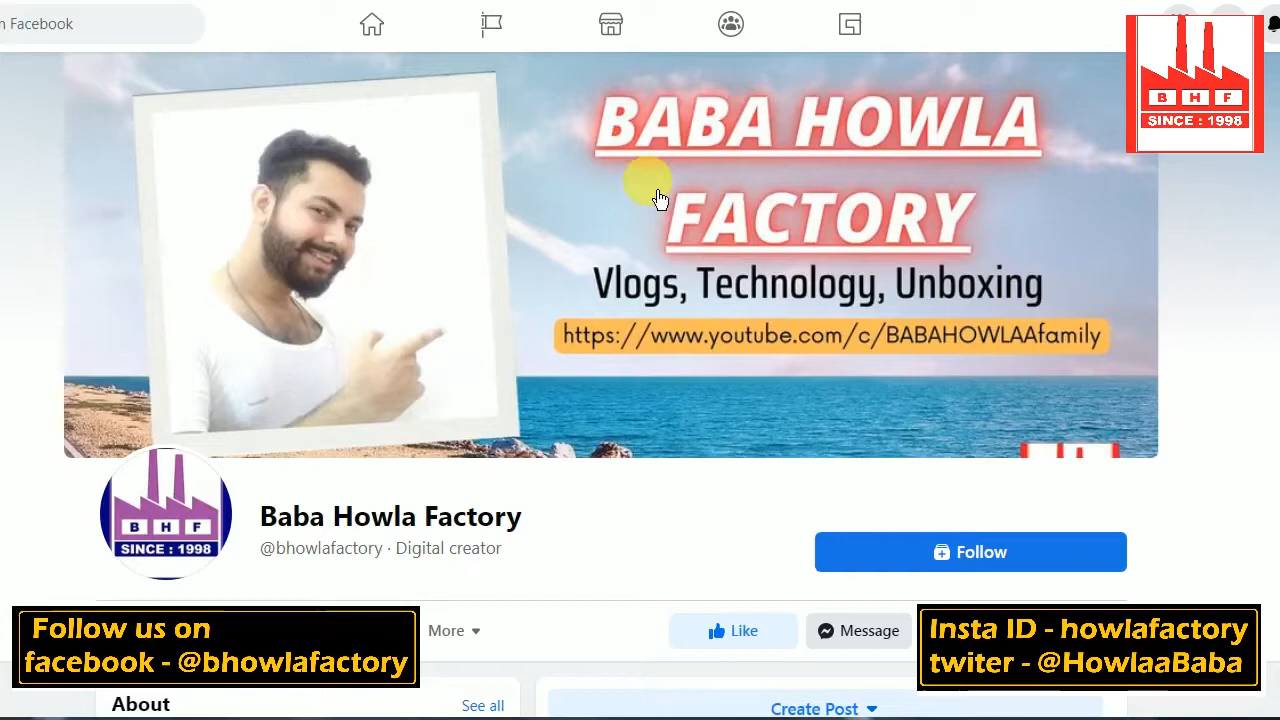 n Facebook
B H F
SINCE : 1998
BABA HOWLA
FACTORY
Vlogs, Technology, Unboxing
https://www.youtube.com/c/BABAHOWLAAfamily
B H F
SINCE : 1998
Baba Howla Factory
@bhowlafactory · Digital creator
Follow
Follow us on
facebook - @bhowlafactory
More
Like
Message
Insta ID - howlafactory
twiter - @HowlaaBaba
About
See all
Create Post